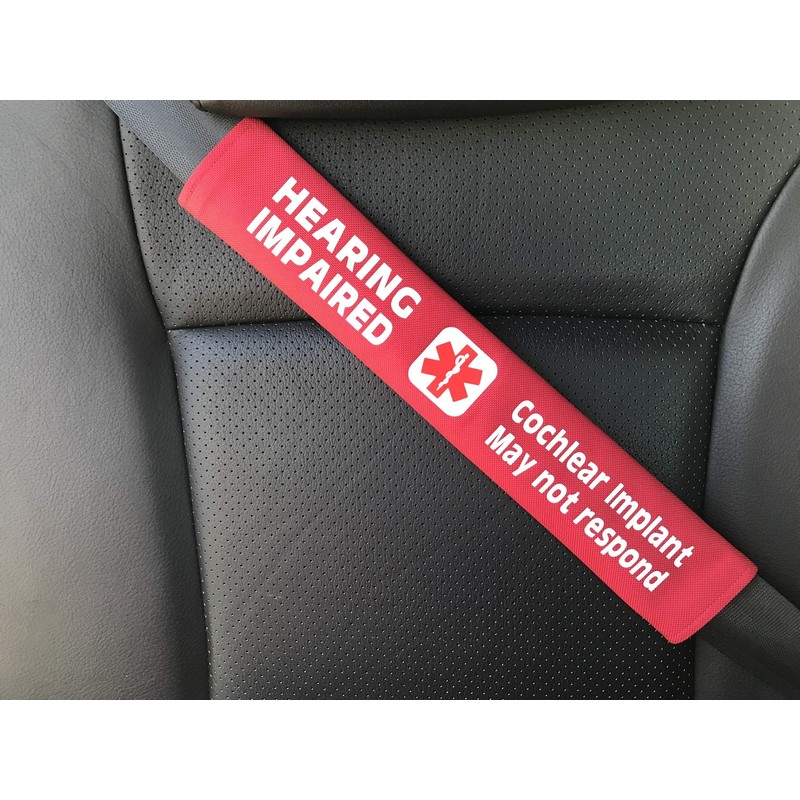 HEARING
IMPAIRED
Cochlear Implant
May not respond